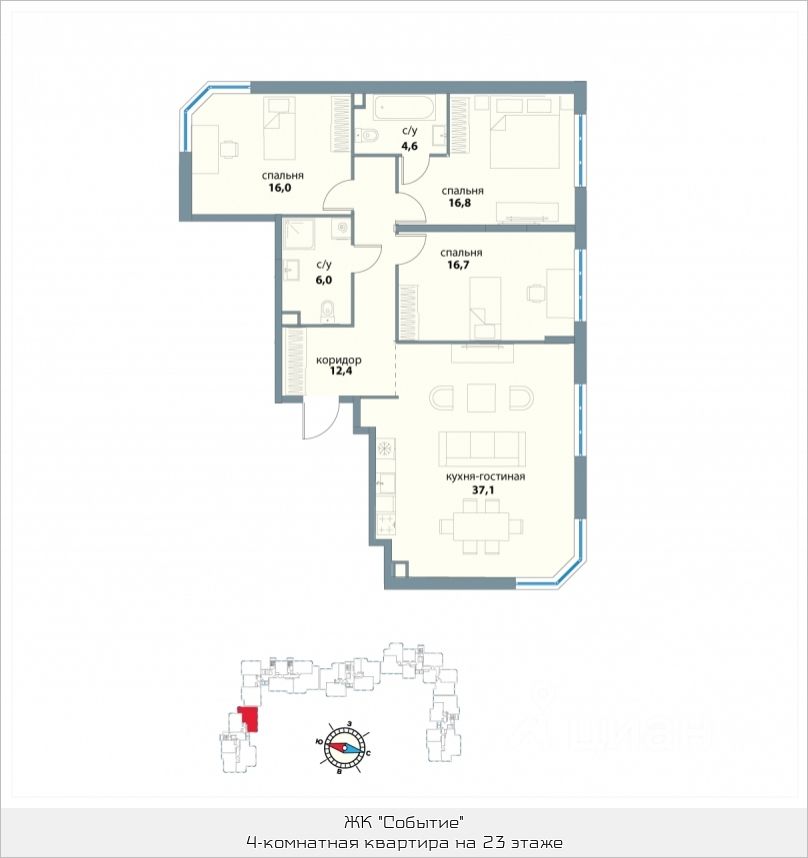 с/у
4,6
спальня
16,0
спальня
16,8
спальня
16,7
с/у
6,0
коридор
12,4
кухня-гостиная
37,1
З
Ю
С
В
циан
ЖК "Событие"
4-комнатная квартира на 23 этаже